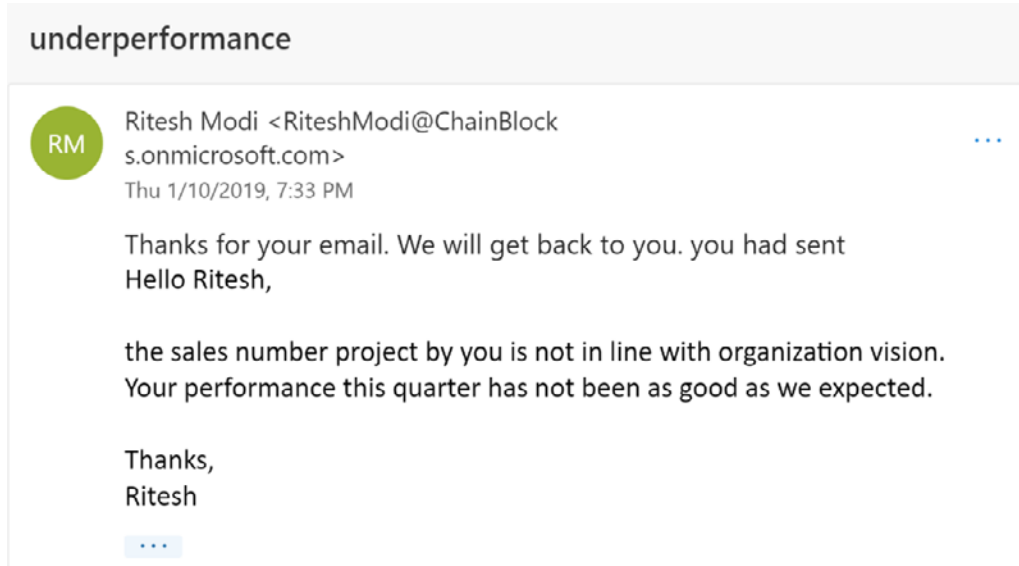 underperformance
RM
Ritesh Modi <RiteshModi@ChainBlock
s.onmicrosoft.com>
Thu 1/10/2019, 7:33 PM
Thanks for your email. We will get back to you. you had sent
Hello Ritesh,
the sales number project by you is not in line with organization vision.
Your performance this quarter has not been as good as we expected.
Thanks,
Ritesh